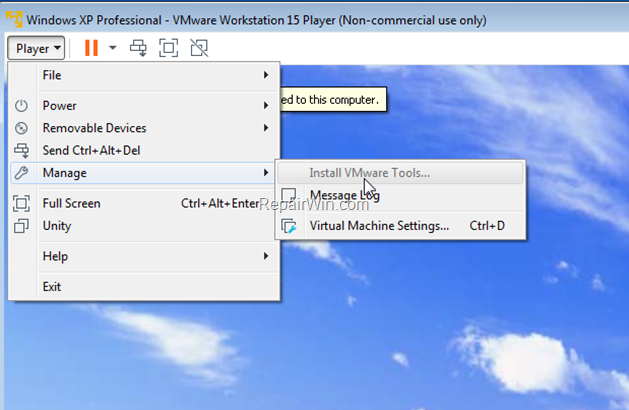 Windows XP Professional - VMware Workstation 15 Player (Non-commercial use only)
Player
File
ed to this computer.
Power
Removable Devices
Send Ctrl+Alt+Del
Manage
Install VMware Tools...
Message Log
Full Screen Ctrl+Alt+Enter
RepairWin.com
Unity
Virtual Machine Settings... Ctrl+D
Help
Exit